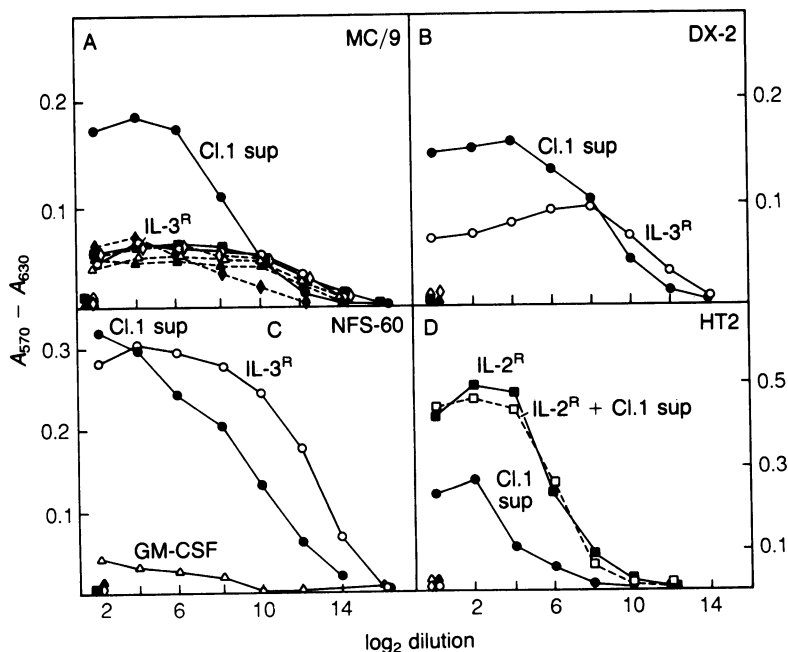 A
MC/9
0.2
0.1
Cl.1 sup
IL-3ᴿ
B
DX-2
0.2
0.1
Cl.1 sup
IL-3ᴿ
A₅₇₀ − A₆₃₀
Cl.1 sup
C
NFS-60
0.3
0.2
0.1
IL-3ᴿ
GM-CSF
2 6 10 14
D
HT2
0.5
0.3
0.1
IL-2ᴿ
IL-2ᴿ + Cl.1 sup
Cl.1
sup
2 6 10 14
log₂ dilution